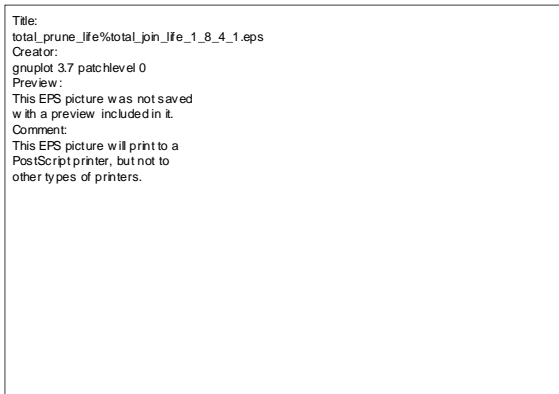 Title:
total_prune_life%total_join_life_1_8_4_1.eps
Creator:
gnuplot 3.7 patchlevel 0
Preview:
This EPS picture was not saved
with a preview included in it.
Comment:
This EPS picture will print to a
PostScript printer, but not to
other types of printers.